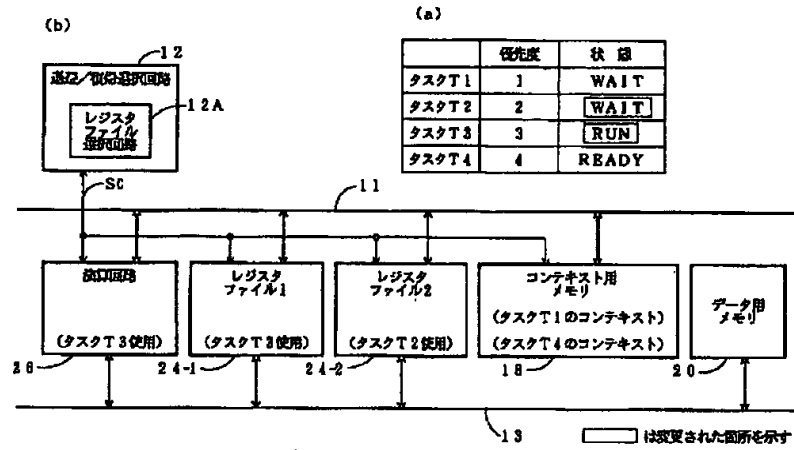 (b)
(a)
12
退避/復帰選択回路
12A
レジスタ
ファイル
選択回路
SC
優先度 状態
タスクT1 1 WAIT
タスクT2 2 WAIT
タスクT3 3 RUN
タスクT4 4 READY
11
レジスタ
ファイル1
レジスタ
ファイル2
コンテキスト用
メモリ
データ用
メモリ
(タスクT3使用)
(タスクT3使用)
(タスクT2使用)
(タスクT1のコンテキスト)
(タスクT4のコンテキスト)
26
24-1
24-2
18
20
13
は変更された箇所を示す